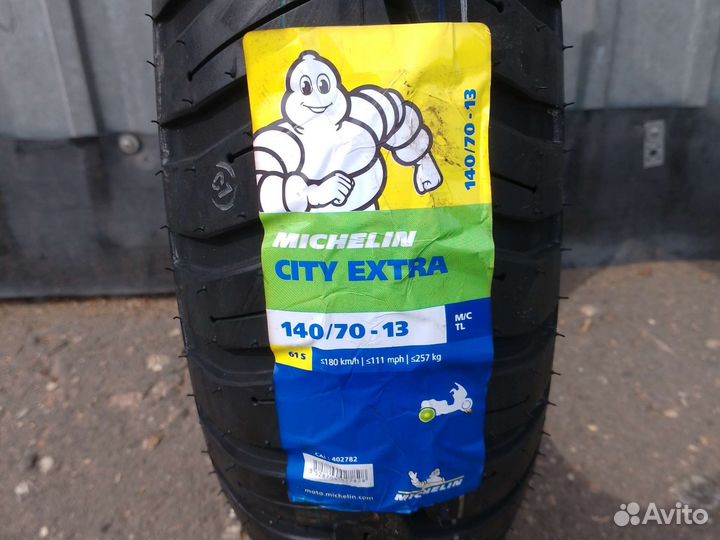 140/70 - 13
C7
MICHELIN
CITY EXTRA
140/70 - 13
M/C
TL
61 S
≤180 km/h | ≤111 mph | ≤257 kg
CAI : 402782
moto.michelin.com
MICHELIN
Avito